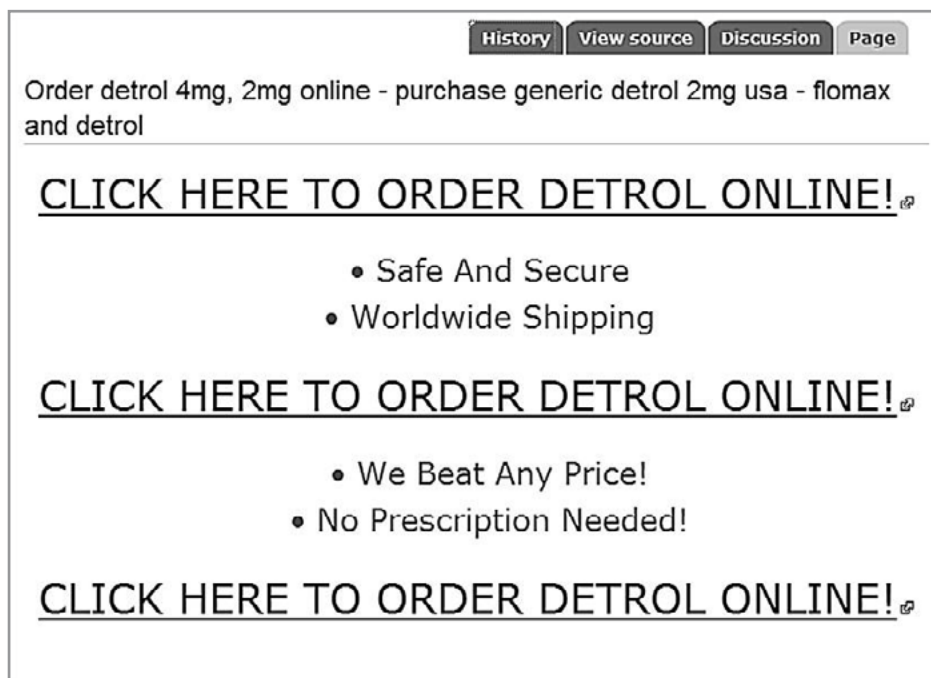 History View source Discussion Page
Order detrol 4mg, 2mg online - purchase generic detrol 2mg usa - flomax
and detrol
CLICK HERE TO ORDER DETROL ONLINE!
• Safe And Secure
• Worldwide Shipping
CLICK HERE TO ORDER DETROL ONLINE!
• We Beat Any Price!
• No Prescription Needed!
CLICK HERE TO ORDER DETROL ONLINE!